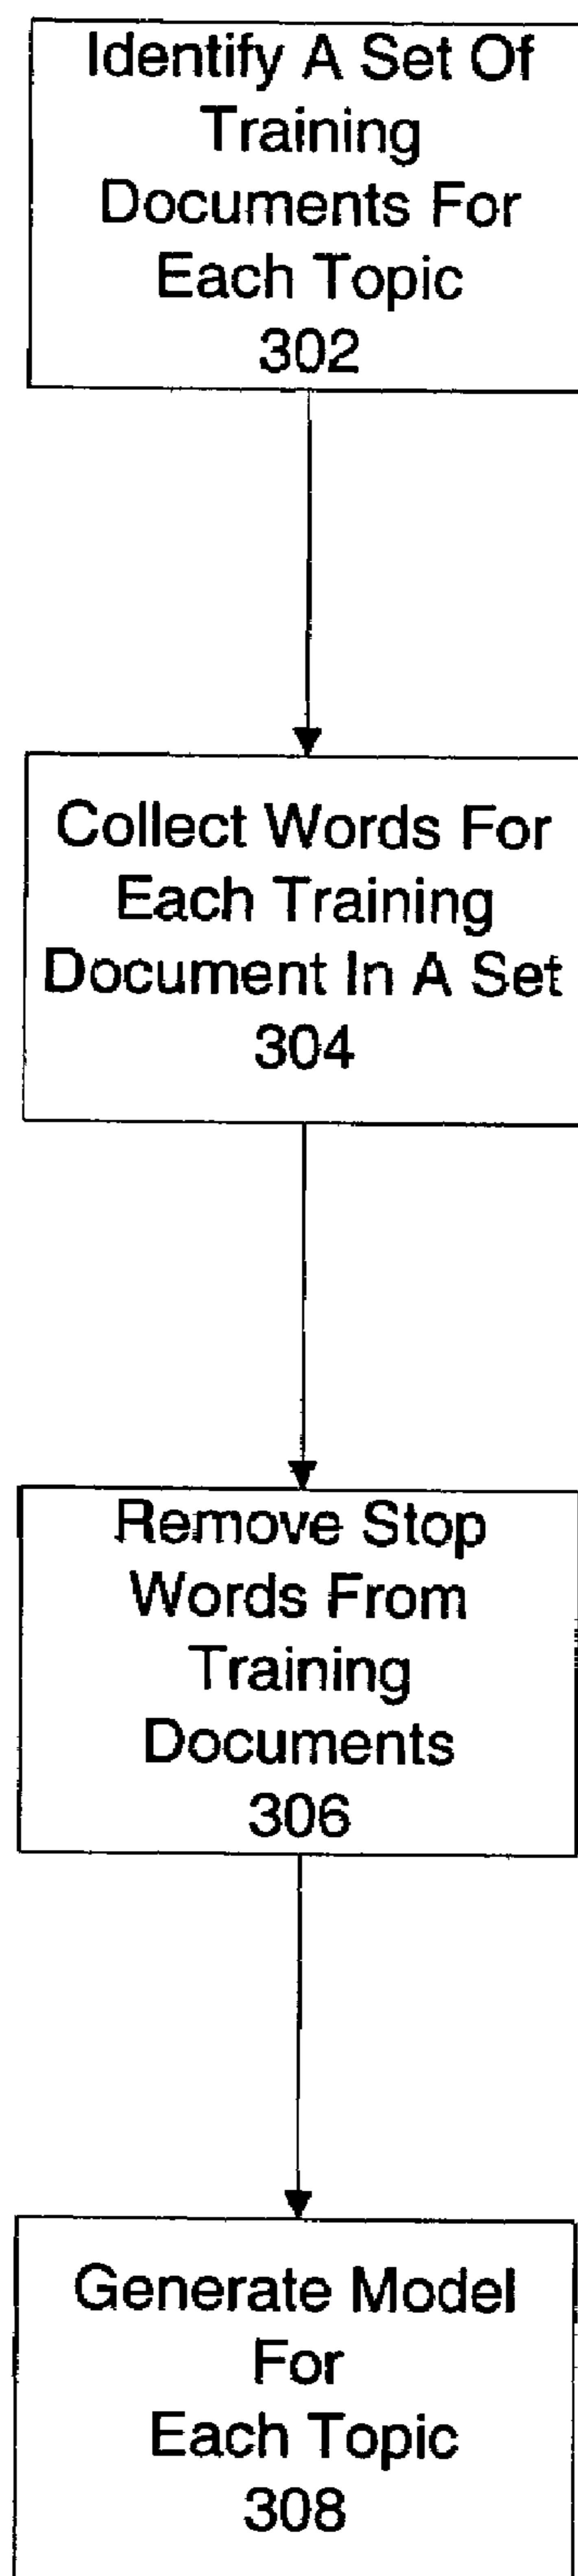 Identify A Set Of
Training
Documents For
Each Topic
302
Collect Words For
Each Training
Document In A Set
304
Remove Stop
Words From
Training
Documents
306
Generate Model
For
Each Topic
308